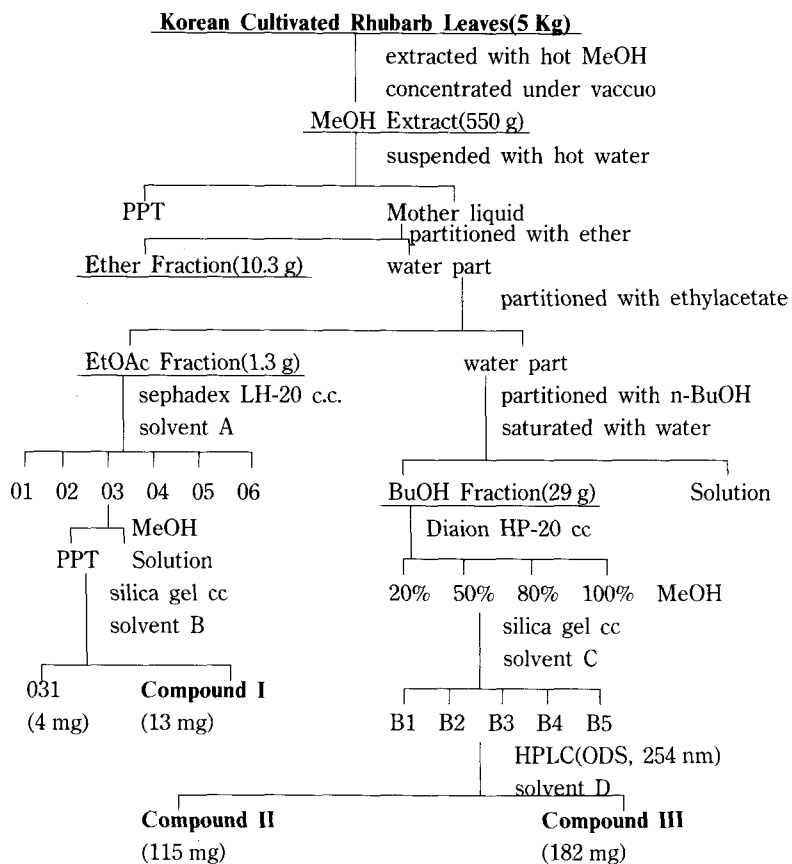 Korean Cultivated Rhubarb Leaves(5 Kg)
extracted with hot MeOH
concentrated under vaccuo
MeOH Extract(550 g)
suspended with hot water
PPT Mother liquid
partitioned with ether
Ether Fraction(10.3 g) water part
partitioned with ethylacetate
EtOAc Fraction(1.3 g) water part
sephadex LH-20 c.c. partitioned with n-BuOH
solvent A saturated with water
01 02 03 04 05 06 BuOH Fraction(29 g) Solution
MeOH Diaion HP-20 cc
PPT Solution
silica gel cc 20% 50% 80% 100% MeOH
solvent B silica gel cc
solvent C
031 Compound I
(4 mg) (13 mg) B1 B2 B3 B4 B5
HPLC(ODS, 254 nm)
solvent D
Compound II Compound III
(115 mg) (182 mg)